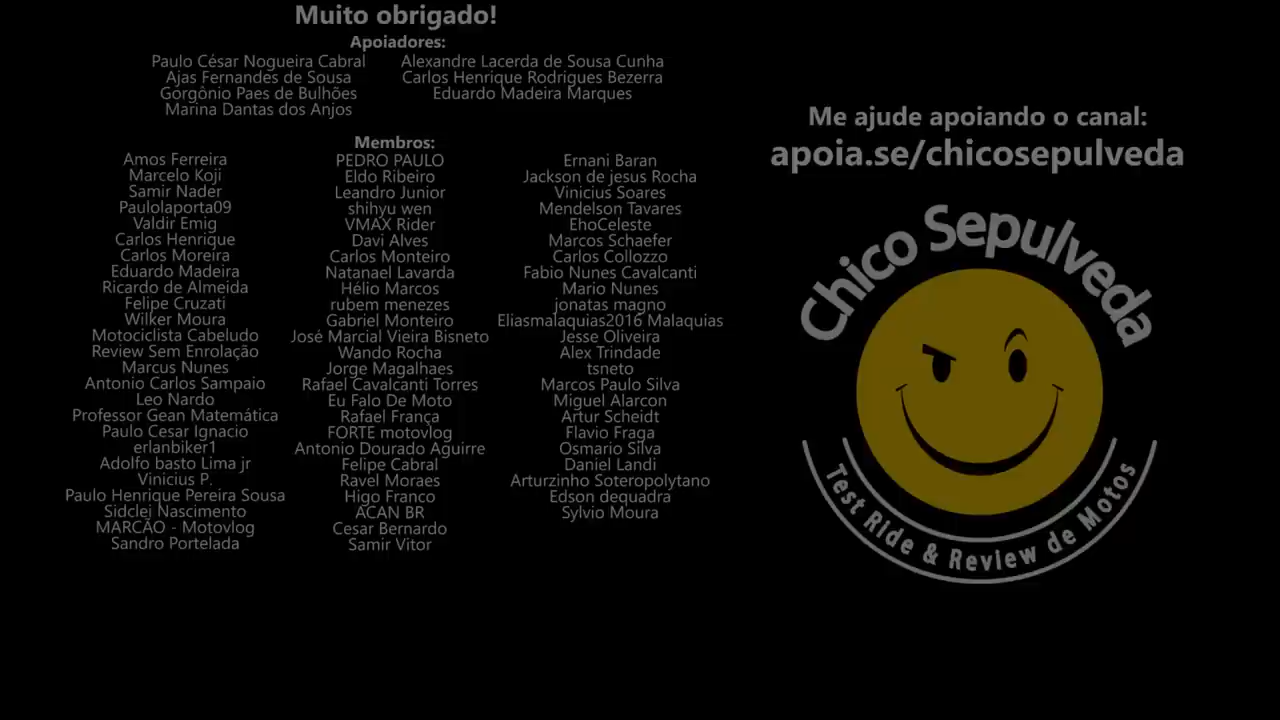 Muito obrigado!
Apoiadores:
Paulo César Nogueira Cabral
Ajas Fernandes de Sousa
Gorgônio Paes de Bulhões
Marina Dantas dos Anjos
Alexandre Lacerda de Sousa Cunha
Carlos Henrique Rodrigues Bezerra
Eduardo Madeira Marques
Membros:
Amos Ferreira
Marcelo Koji
Samir Nader
Paulolaporta09
Valdir Emig
Carlos Henrique
Carlos Moreira
Eduardo Madeira
Ricardo de Almeida
Felipe Cruzati
Wilker Moura
Motociclista Cabeludo
Review Sem Enrolação
Marcus Nunes
Antonio Carlos Sampaio
Leo Nardo
Professor Gean Matemática
Paulo Cesar Ignacio
erlanbiker1
Adolfo basto Lima jr
Vinicius P.
Paulo Henrique Pereira Sousa
Sidclei Nascimento
MARCÃO - Motovlog
Sandro Portelada
PEDRO PAULO
Eldo Ribeiro
Leandro Junior
shihyu wen
VMAX Rider
Davi Alves
Carlos Monteiro
Natanael Lavarda
Hélio Marcos
rubem menezes
Gabriel Monteiro
José Marcial Vieira Bisneto
Wando Rocha
Jorge Magalhaes
Rafael Cavalcanti Torres
Eu Falo De Moto
Rafael França
FORTE motovlog
Antonio Dourado Aguirre
Felipe Cabral
Ravel Moraes
Higo Franco
ACAN BR
Cesar Bernardo
Samir Vitor
Ernani Baran
Jackson de jesus Rocha
Vinicius Soares
Mendelson Tavares
EhoCeleste
Marcos Schaefer
Carlos Collozzo
Fabio Nunes Cavalcanti
Mario Nunes
jonatas magno
Eliasmalaquias2016 Malaquias
Jesse Oliveira
Alex Trindade
tsneto
Marcos Paulo Silva
Miguel Alarcon
Artur Scheidt
Flavio Fraga
Osmario Silva
Daniel Landi
Arturzinho Soteropolytano
Edson dequadra
Sylvio Moura
Me ajude apoiando o canal:
apoia.se/chicosepulveda
Chico Sepulveda
Test Ride & Review de Motos